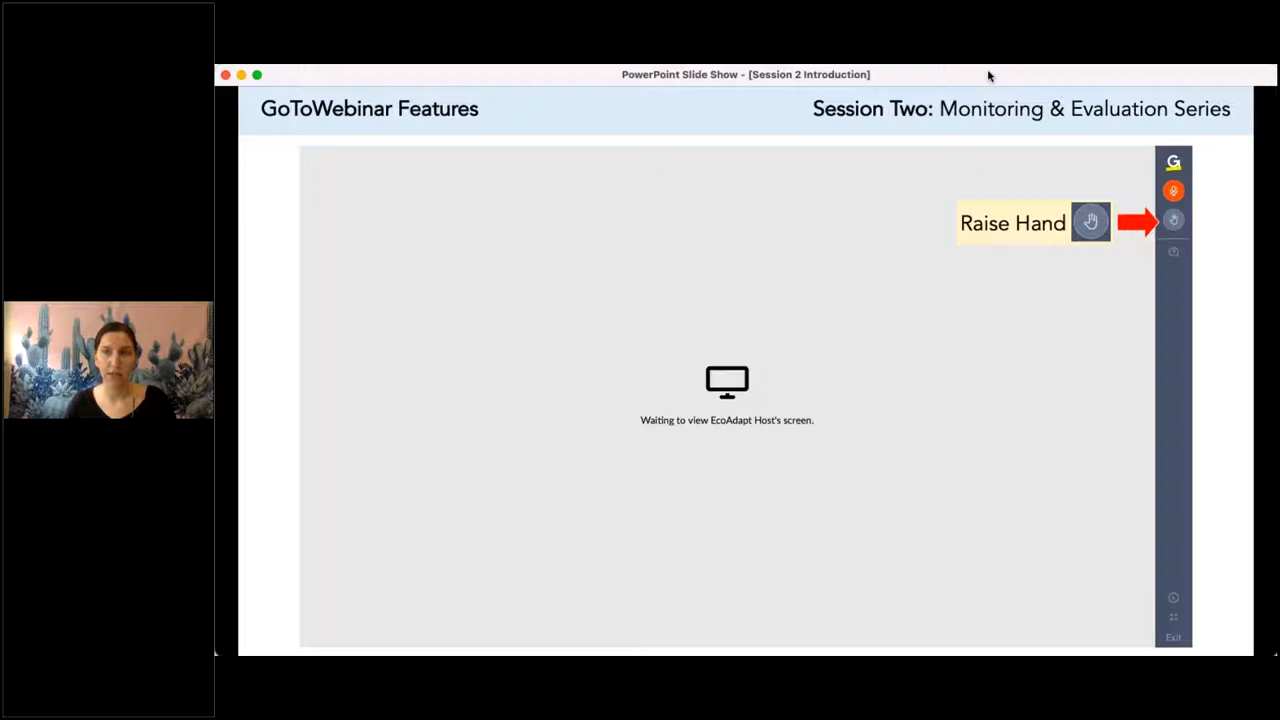 PowerPoint Slide Show - [Session 2 Introduction]
GoToWebinar Features
Session Two: Monitoring & Evaluation Series
G
Raise Hand
Waiting to view EcoAdapt Host's screen.
Exit